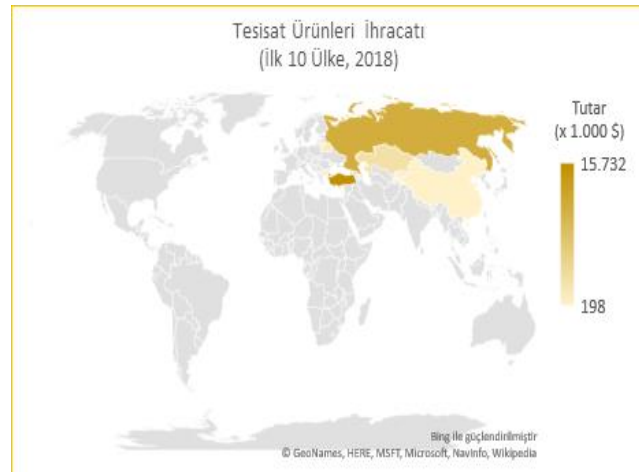 Tesisat Ürünleri İhracatı
(İlk 10 Ülke, 2018)
Tutar
(x 1.000 $)
15.732
198
Bing ile güçlendirilmiştir
© GeoNames, HERE, MSFT, Microsoft, NavInfo, Wikipedia